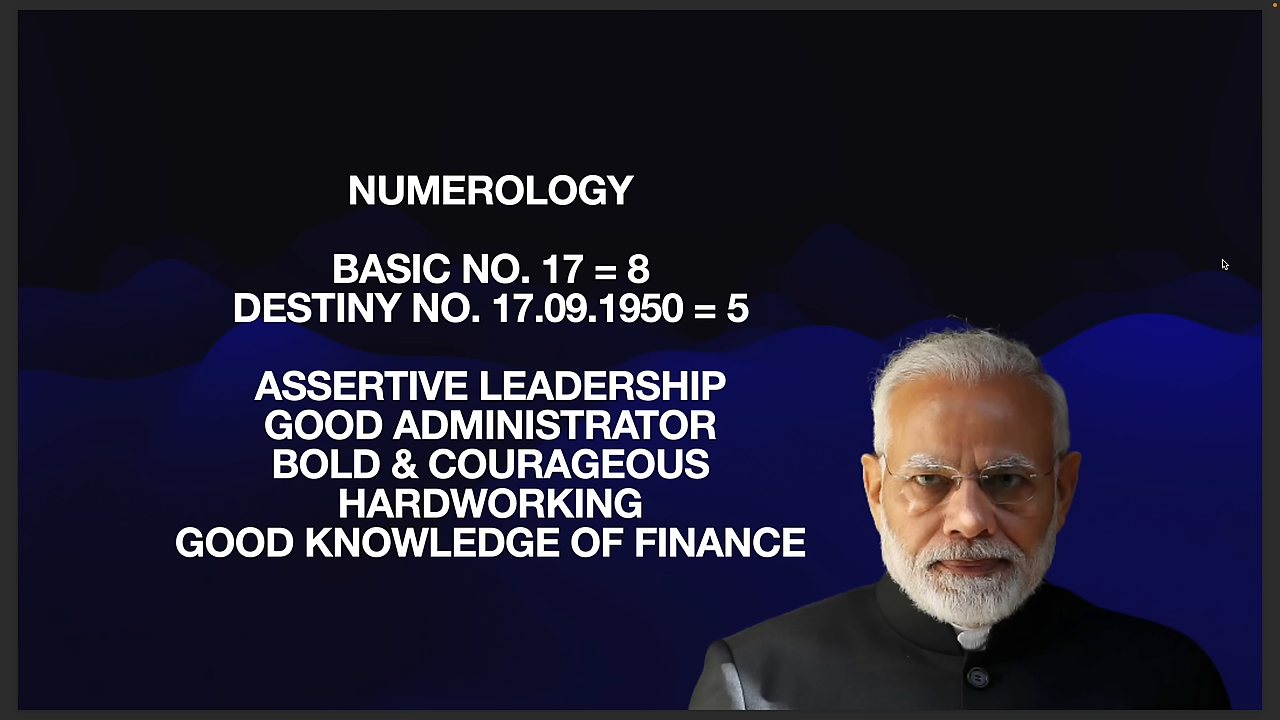 NUMEROLOGY
BASIC NO. 17 = 8
DESTINY NO. 17.09.1950 = 5
ASSERTIVE LEADERSHIP
GOOD ADMINISTRATOR
BOLD & COURAGEOUS
HARDWORKING
GOOD KNOWLEDGE OF FINANCE